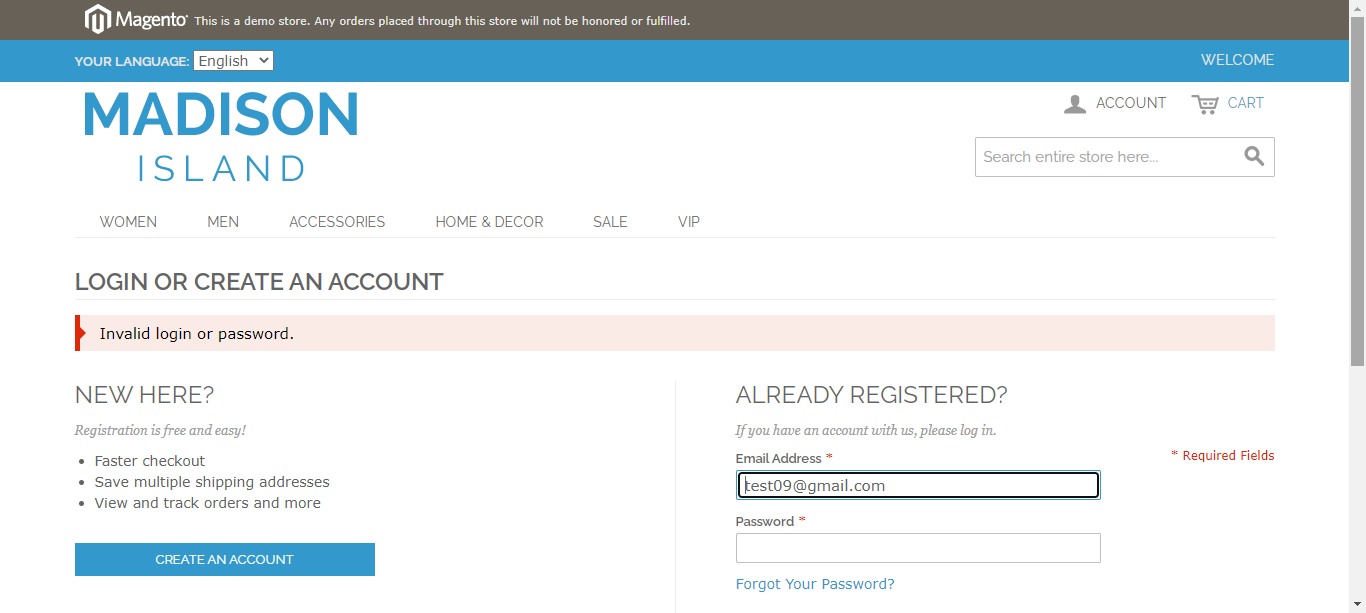 Magento This is a demo store. Any orders placed through this store will not be honored or fulfilled.
YOUR LANGUAGE: English WELCOME
MADISON
ISLAND
ACCOUNT CART
Search entire store here...
WOMEN MEN ACCESSORIES HOME & DECOR SALE VIP
LOGIN OR CREATE AN ACCOUNT
Invalid login or password.
NEW HERE?
Registration is free and easy!
• Faster checkout
• Save multiple shipping addresses
• View and track orders and more
CREATE AN ACCOUNT
ALREADY REGISTERED?
If you have an account with us, please log in.
* Required Fields
Email Address *
test09@gmail.com
Password *
Forgot Your Password?